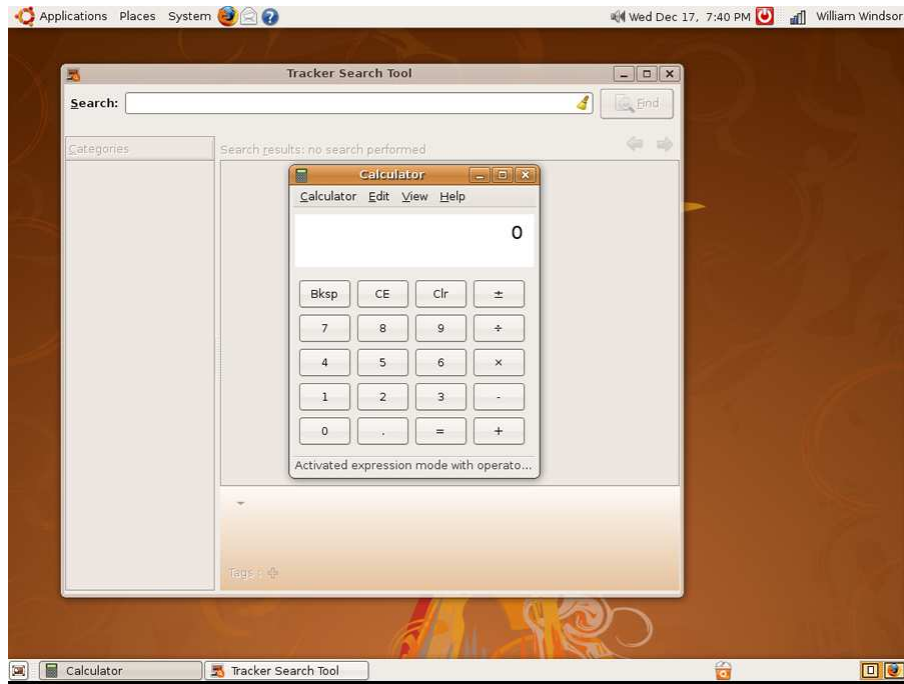 Applications Places System Wed Dec 17, 7:40 PM William Windsor
Tracker Search Tool
Search: Find
Categories
Search results: no search performed
Calculator
Calculator Edit View Help
0
Bksp CE Clr ±
7 8 9 ÷
4 5 6 ×
1 2 3 -
0 . = +
Activated expression mode with operato...
Tags :
Calculator Tracker Search Tool